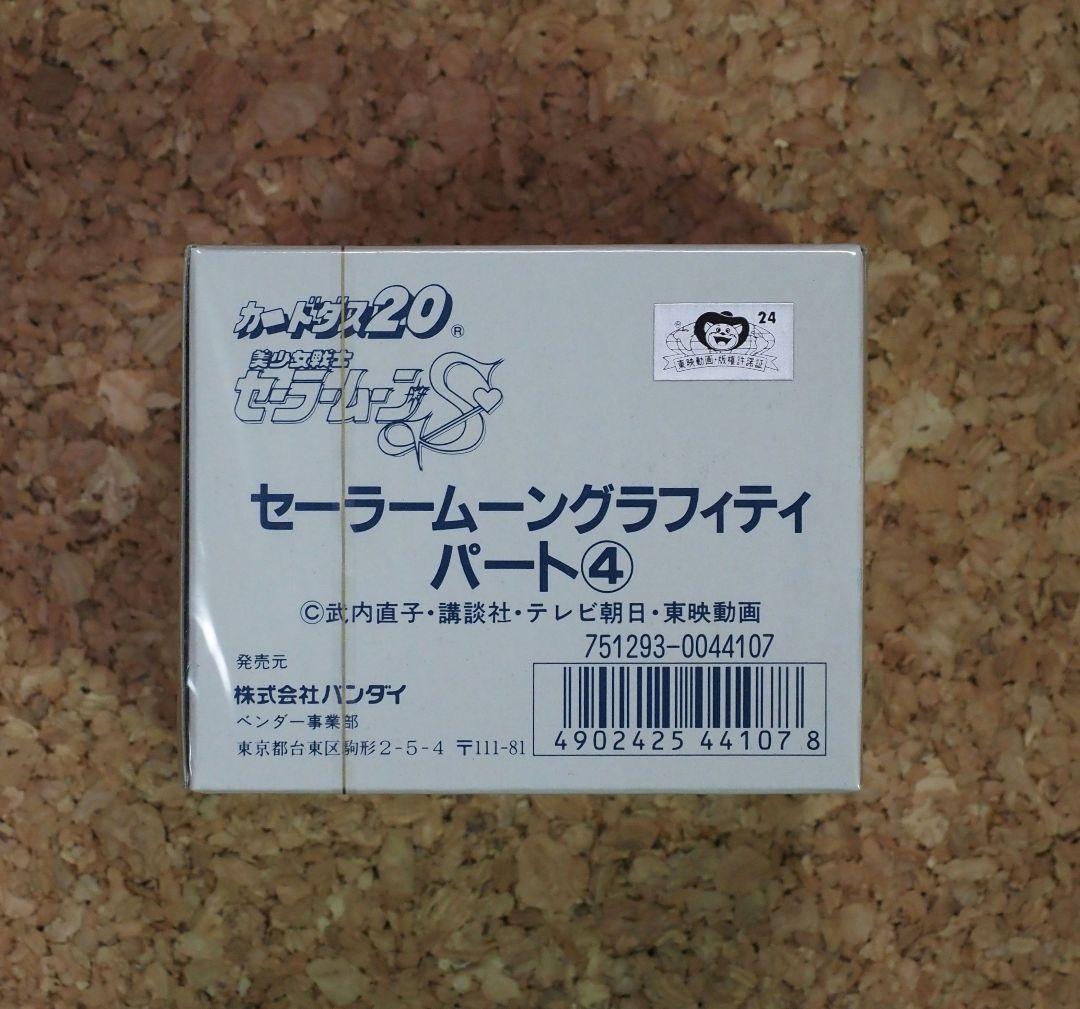 カードダス20®
美少女戦士
セーラームーンS
24
東映動画・版権許諾証
セーラームーングラフィティ
パート④
©武内直子・講談社・テレビ朝日・東映動画
751293-0044107
発売元
株式会社バンダイ
ベンダー事業部
東京都台東区駒形2-5-4 〒111-81
4902425 44107 8